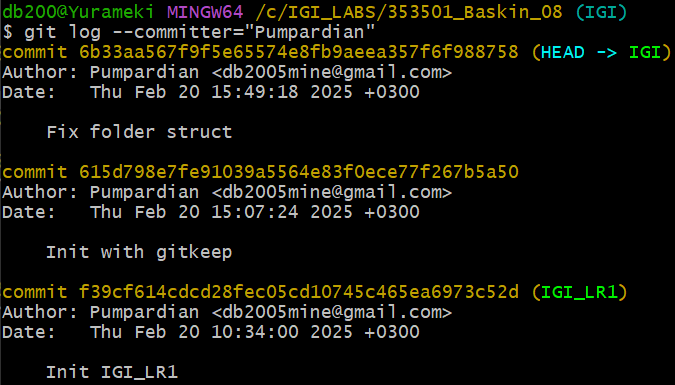 db200@Yurameki MINGW64 /c/IGI_LABS/353501_Baskin_08 (IGI)
$ git log --committer="Pumpardian"
commit 6b33aa567f9f5e65574e8fb9aeea357f6f988758 (HEAD -> IGI)
Author: Pumpardian <db2005mine@gmail.com>
Date:   Thu Feb 20 15:49:18 2025 +0300
    Fix folder struct
commit 615d798e7fe91039a5564e83f0ece77f267b5a50
Author: Pumpardian <db2005mine@gmail.com>
Date:   Thu Feb 20 15:07:24 2025 +0300
    Init with gitkeep
commit f39cf614cdcd28fec05cd10745c465ea6973c52d (IGI_LR1)
Author: Pumpardian <db2005mine@gmail.com>
Date:   Thu Feb 20 10:34:00 2025 +0300
    Init IGI_LR1